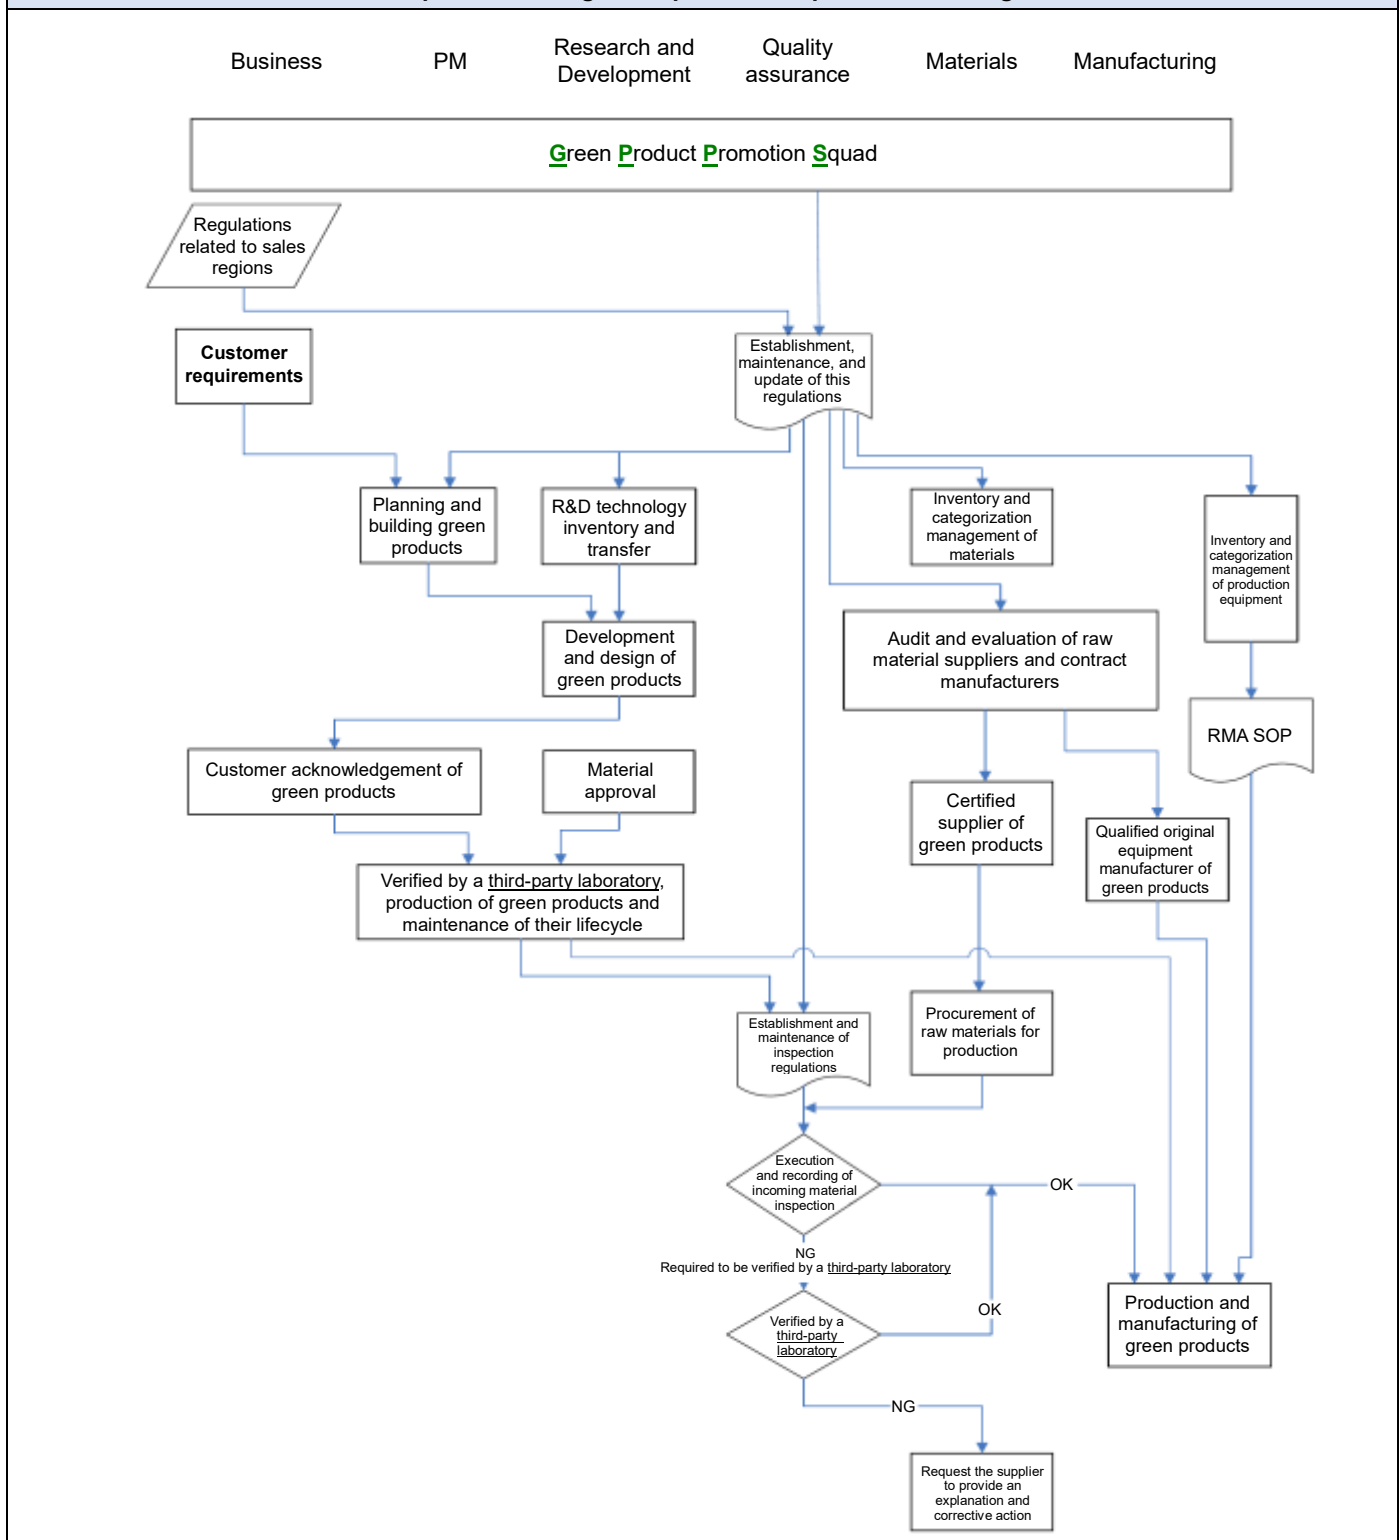 Business
PM
Research and
Development
Quality
assurance
Materials
Manufacturing
Green Product Promotion Squad
Regulations
related to sales
regions
Customer
requirements
Establishment,
maintenance, and
update of this
regulations
Planning and
building green
products
R&D technology
inventory and
transfer
Inventory and
categorization
management of
materials
Inventory and
categorization
management
of production
equipment
Development
and design of
green products
Audit and evaluation of raw
material suppliers and contract
manufacturers
RMA SOP
Customer acknowledgement of
green products
Material
approval
Certified
supplier of
green products
Qualified original
equipment
manufacturer of
green products
Verified by a third-party laboratory,
production of green products and
maintenance of their lifecycle
Establishment and
maintenance of
inspection
regulations
Procurement of
raw materials for
production
Execution
and recording of
incoming material
inspection
OK
NG
Required to be verified by a third-party laboratory
Verified by a
third-party
laboratory
OK
Production and
manufacturing of
green products
NG
Request the supplier
to provide an
explanation and
corrective action